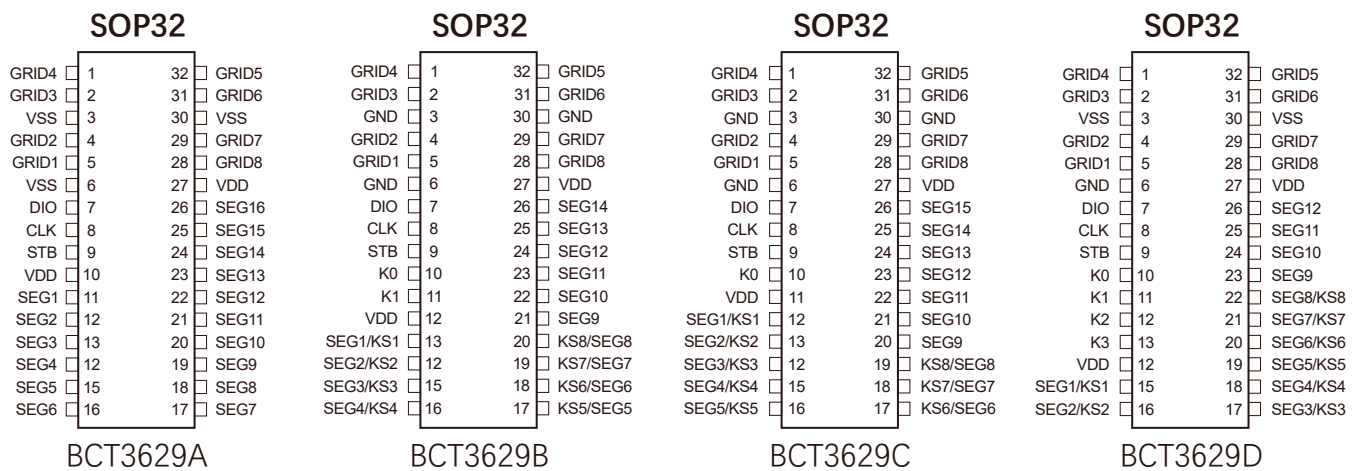 SOP32
GRID4 1 32 GRID5
GRID3 2 31 GRID6
VSS 3 30 VSS
GRID2 4 29 GRID7
GRID1 5 28 GRID8
VSS 6 27 VDD
DIO 7 26 SEG16
CLK 8 25 SEG15
STB 9 24 SEG14
VDD 10 23 SEG13
SEG1 11 22 SEG12
SEG2 12 21 SEG11
SEG3 13 20 SEG10
SEG4 12 19 SEG9
SEG5 15 18 SEG8
SEG6 16 17 SEG7
BCT3629A
SOP32
GRID4 1 32 GRID5
GRID3 2 31 GRID6
GND 3 30 GND
GRID2 4 29 GRID7
GRID1 5 28 GRID8
GND 6 27 VDD
DIO 7 26 SEG14
CLK 8 25 SEG13
STB 9 24 SEG12
K0 10 23 SEG11
K1 11 22 SEG10
VDD 12 21 SEG9
SEG1/KS1 13 20 KS8/SEG8
SEG2/KS2 12 19 KS7/SEG7
SEG3/KS3 15 18 KS6/SEG6
SEG4/KS4 16 17 KS5/SEG5
BCT3629B
SOP32
GRID4 1 32 GRID5
GRID3 2 31 GRID6
GND 3 30 GND
GRID2 4 29 GRID7
GRID1 5 28 GRID8
GND 6 27 VDD
DIO 7 26 SEG15
CLK 8 25 SEG14
STB 9 24 SEG13
K0 10 23 SEG12
VDD 11 22 SEG11
SEG1/KS1 12 21 SEG10
SEG2/KS2 13 20 SEG9
SEG3/KS3 12 19 KS8/SEG8
SEG4/KS4 15 18 KS7/SEG7
SEG5/KS5 16 17 KS6/SEG6
BCT3629C
SOP32
GRID4 1 32 GRID5
GRID3 2 31 GRID6
VSS 3 30 VSS
GRID2 4 29 GRID7
GRID1 5 28 GRID8
GND 6 27 VDD
DIO 7 26 SEG12
CLK 8 25 SEG11
STB 9 24 SEG10
K0 10 23 SEG9
K1 11 22 SEG8/KS8
K2 12 21 SEG7/KS7
K3 13 20 SEG6/KS6
VDD 12 19 SEG5/KS5
SEG1/KS1 15 18 SEG4/KS4
SEG2/KS2 16 17 SEG3/KS3
BCT3629D